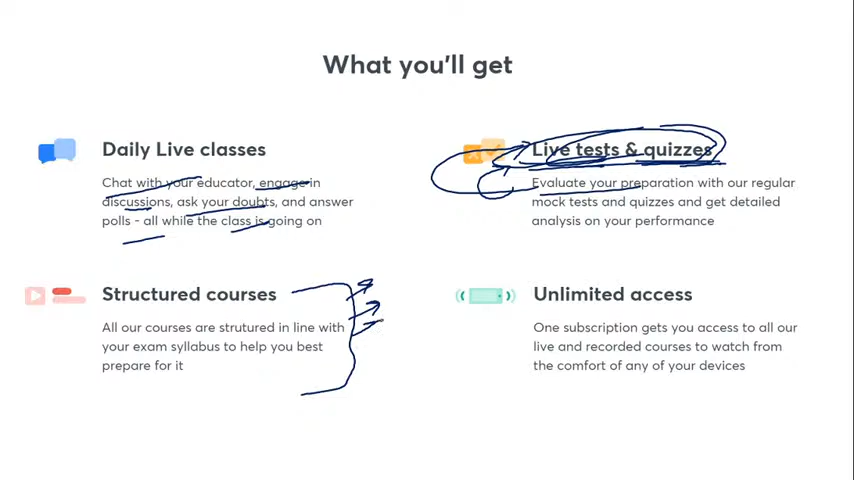 What you'll get
Daily Live classes
Chat with your educator, engage in
discussions, ask your doubts, and answer
polls - all while the class is going on
Live tests & quizzes
Evaluate your preparation with our regular
mock tests and quizzes and get detailed
analysis on your performance
Structured courses
All our courses are strutured in line with
your exam syllabus to help you best
prepare for it
Unlimited access
One subscription gets you access to all our
live and recorded courses to watch from
the comfort of any of your devices